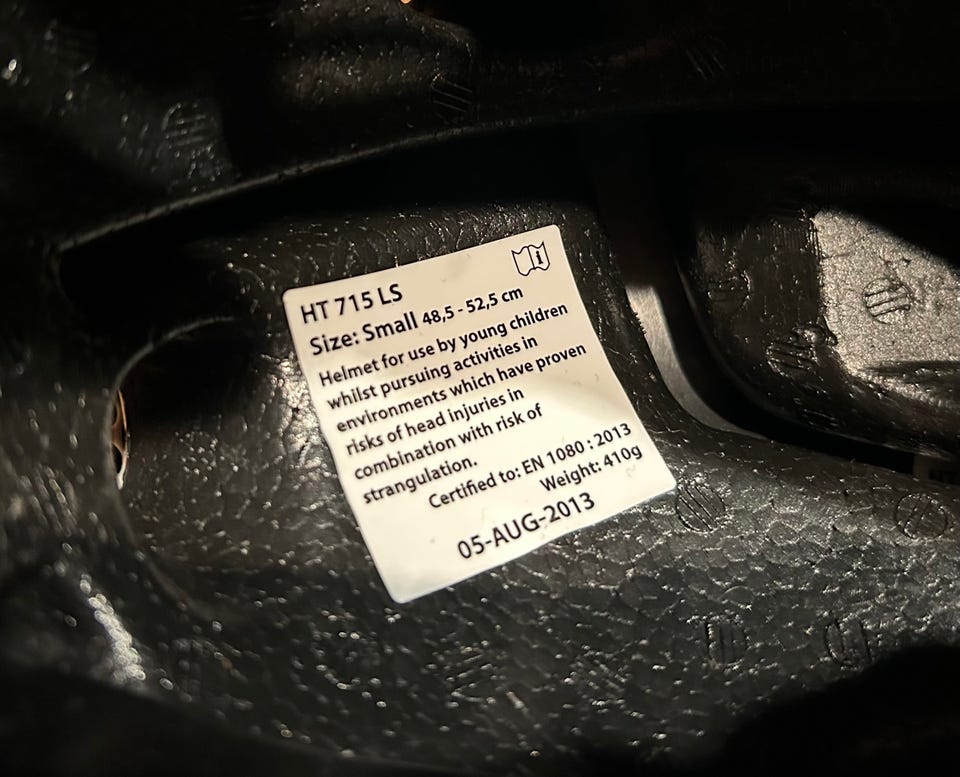 HT 715 LS
Size: Small 48,5 - 52,5 cm
Helmet for use by young children
whilst pursuing activities in
environments which have proven
risks of head injuries in
combination with risk of
strangulation.
Certified to: EN 1080 : 2013
Weight: 410g
05-AUG-2013